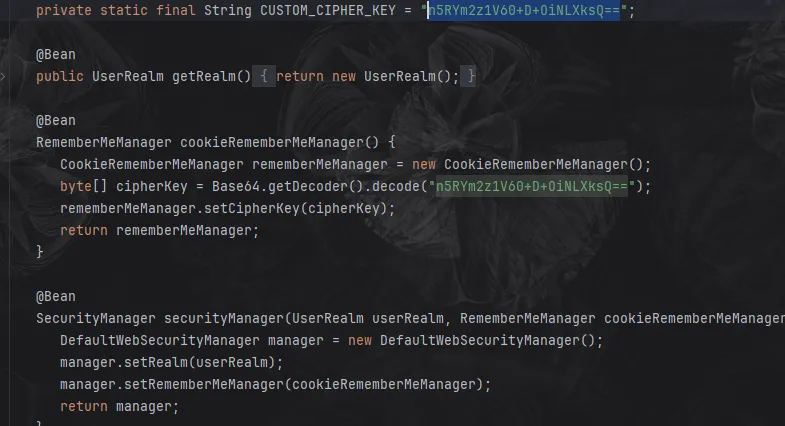 private static final String CUSTOM_CIPHER_KEY = "n5RYm2z1V60+D+OiNLXksQ==";
@Bean
public UserRealm getRealm() { return new UserRealm(); }
@Bean
RememberMeManager cookieRememberMeManager() {
CookieRememberMeManager rememberMeManager = new CookieRememberMeManager();
byte[] cipherKey = Base64.getDecoder().decode("n5RYm2z1V60+D+OiNLXksQ==");
rememberMeManager.setCipherKey(cipherKey);
return rememberMeManager;
}
@Bean
SecurityManager securityManager(UserRealm userRealm, RememberMeManager cookieRememberMeManager
DefaultWebSecurityManager manager = new DefaultWebSecurityManager();
manager.setRealm(userRealm);
manager.setRememberMeManager(cookieRememberMeManager);
return manager;
}